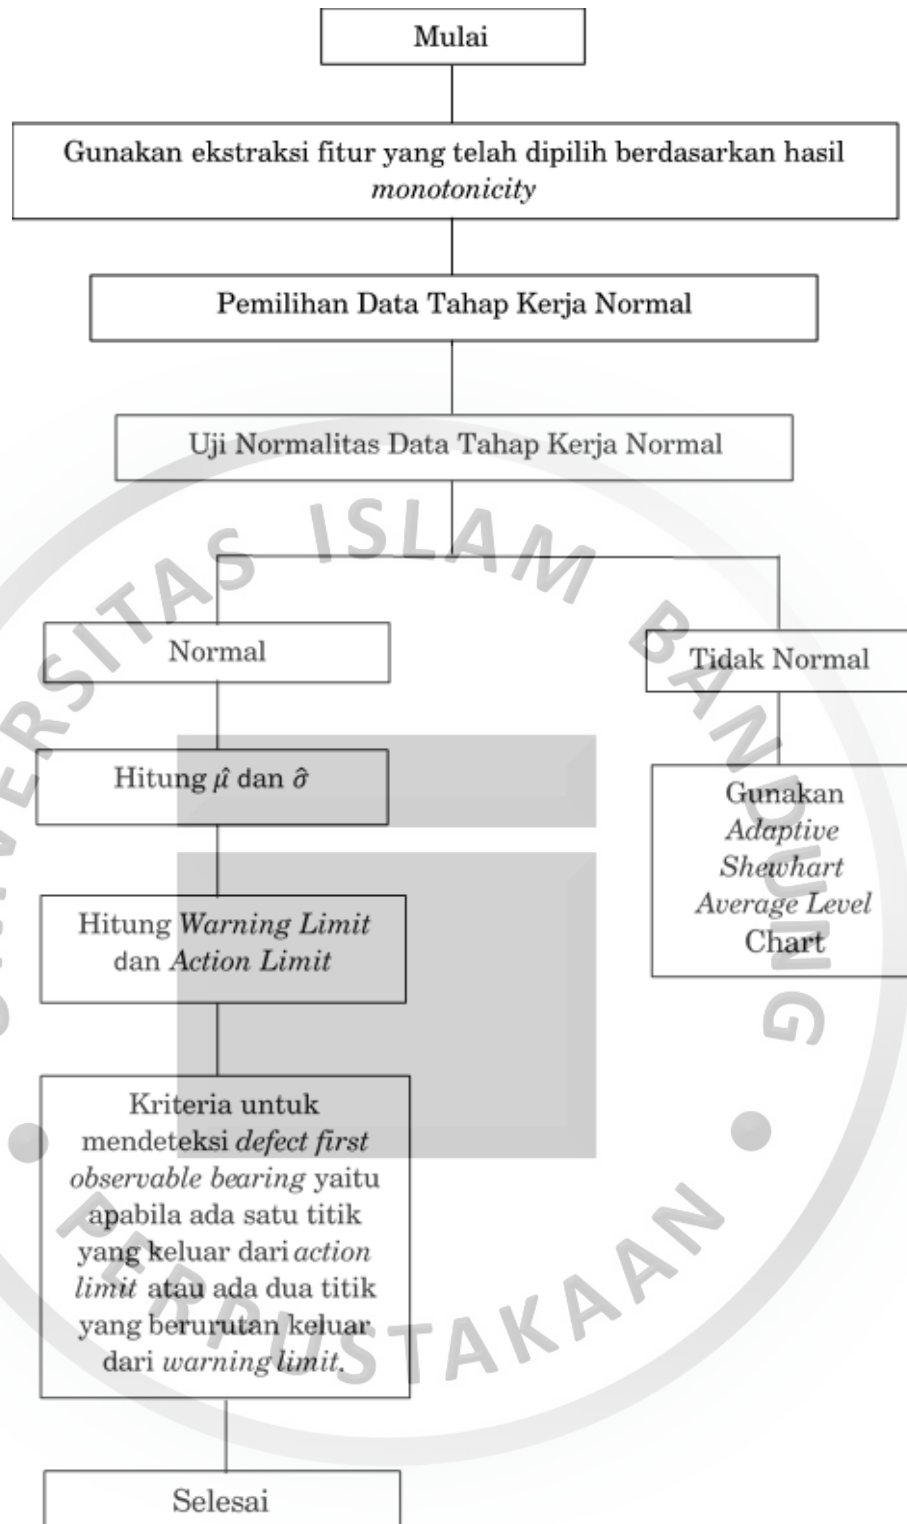 Mulai
Gunakan ekstraksi fitur yang telah dipilih berdasarkan hasil
monotonicity
Pemilihan Data Tahap Kerja Normal
Uji Normalitas Data Tahap Kerja Normal
Normal
Tidak Normal
Hitung μ̂ dan σ̂
Gunakan
Adaptive
Shewhart
Average Level
Chart
Hitung Warning Limit
dan Action Limit
Kriteria untuk
mendeteksi defect first
observable bearing yaitu
apabila ada satu titik
yang keluar dari action
limit atau ada dua titik
yang berurutan keluar
dari warning limit.
Selesai
ISLAM BANDUNG
PERPUSTAKAAN